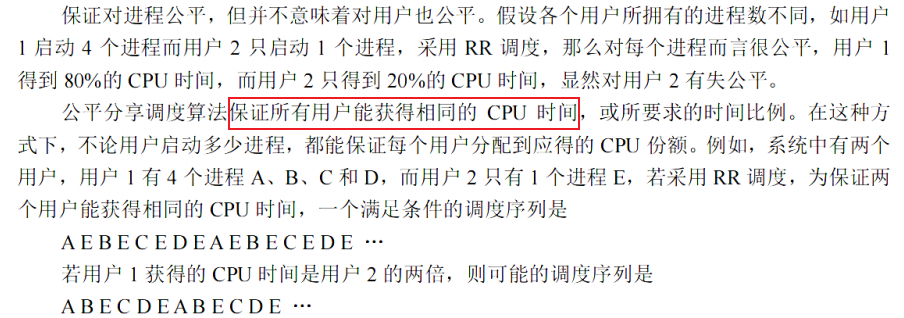 保证对进程公平，但并不意味着对用户也公平。假设各个用户所拥有的进程数不同，如用户
1 启动 4 个进程而用户 2 只启动 1 个进程，采用 RR 调度，那么对每个进程而言很公平，用户 1
得到 80%的 CPU 时间，而用户 2 只得到 20%的 CPU 时间，显然对用户 2 有失公平。
公平分享调度算法保证所有用户能获得相同的 CPU 时间，或所要求的时间比例。在这种方
式下，不论用户启动多少进程，都能保证每个用户分配到应得的 CPU 份额。例如，系统中有两个
用户，用户 1 有 4 个进程 A、B、C 和 D，而用户 2 只有 1 个进程 E，若采用 RR 调度，为保证两
个用户能获得相同的 CPU 时间，一个满足条件的调度序列是
A E B E C E D E A E B E C E D E …
若用户 1 获得的 CPU 时间是用户 2 的两倍，则可能的调度序列是
A B E C D E A B E C D E …